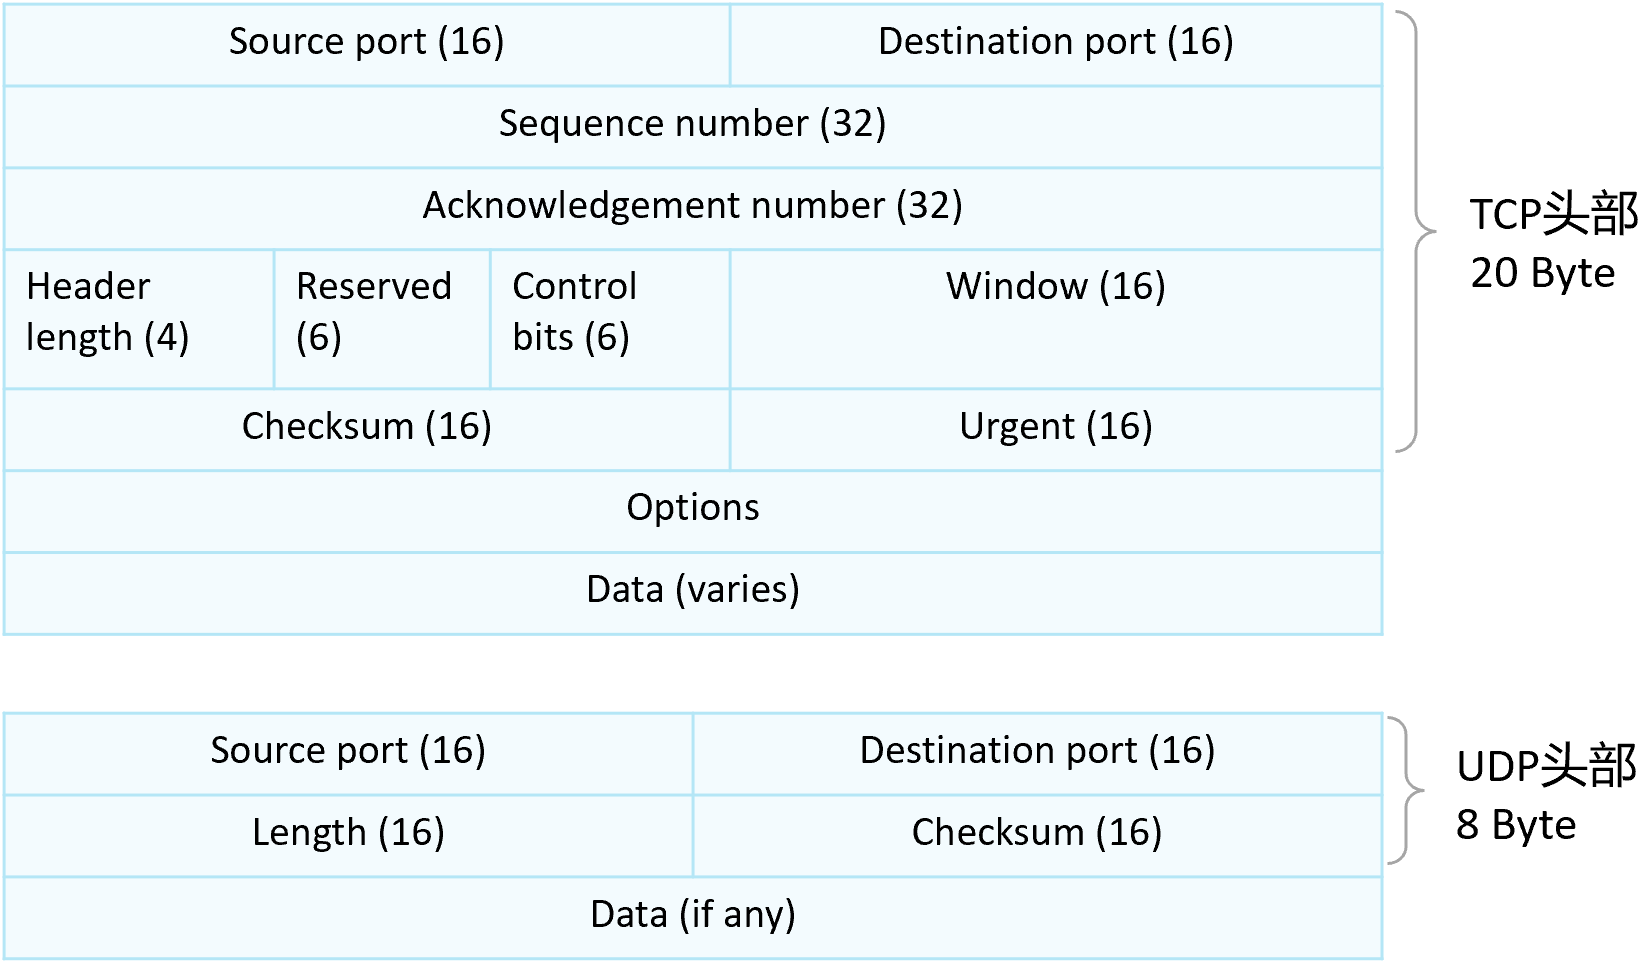 Source port (16)
Destination port (16)
Sequence number (32)
Acknowledgement number (32)
Header
length (4)
Reserved
(6)
Control
bits (6)
Window (16)
Checksum (16)
Urgent (16)
Options
Data (varies)
TCP头部
20 Byte
Source port (16)
Destination port (16)
Length (16)
Checksum (16)
Data (if any)
UDP头部
8 Byte